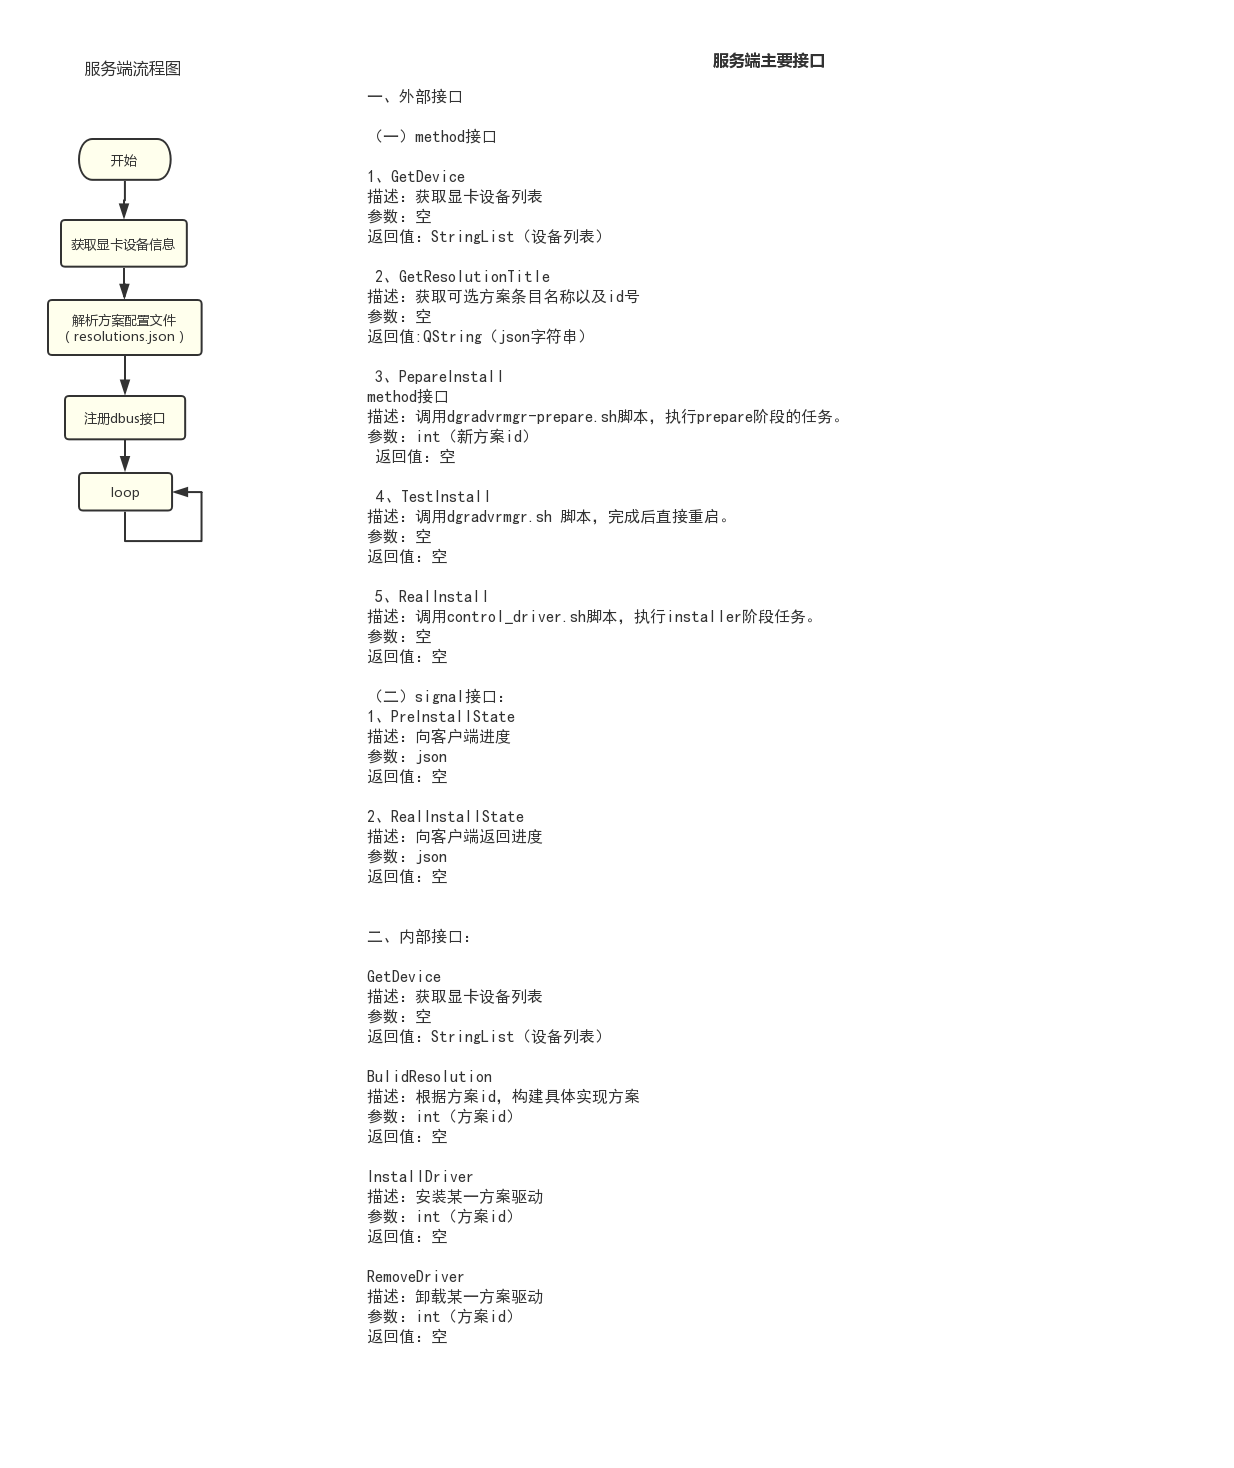 服务端流程图
开始
获取显卡设备信息
解析方案配置文件
（resolutions.json）
注册dbus接口
loop
服务端主要接口
一、外部接口
（一）method接口
1、GetDevice
描述：获取显卡设备列表
参数：空
返回值：StringList（设备列表）
2、GetResolutionTitle
描述：获取可选方案条目名称以及id号
参数：空
返回值:QString（json字符串）
3、PepareInstall
method接口
描述：调用dgradvrmgr-prepare.sh脚本，执行prepare阶段的任务。
参数：int（新方案id）
返回值：空
4、TestInstall
描述：调用dgradvrmgr.sh 脚本，完成后直接重启。
参数：空
返回值：空
5、RealInstall
描述：调用control_driver.sh脚本，执行installer阶段任务。
参数：空
返回值：空
（二）signal接口：
1、PreInstallState
描述：向客户端进度
参数：json
返回值：空
2、RealInstallState
描述：向客户端返回进度
参数：json
返回值：空
二、内部接口：
GetDevice
描述：获取显卡设备列表
参数：空
返回值：StringList（设备列表）
BulidResolution
描述：根据方案id，构建具体实现方案
参数：int（方案id）
返回值：空
InstallDriver
描述：安装某一方案驱动
参数：int（方案id）
返回值：空
RemoveDriver
描述：卸载某一方案驱动
参数：int（方案id）
返回值：空